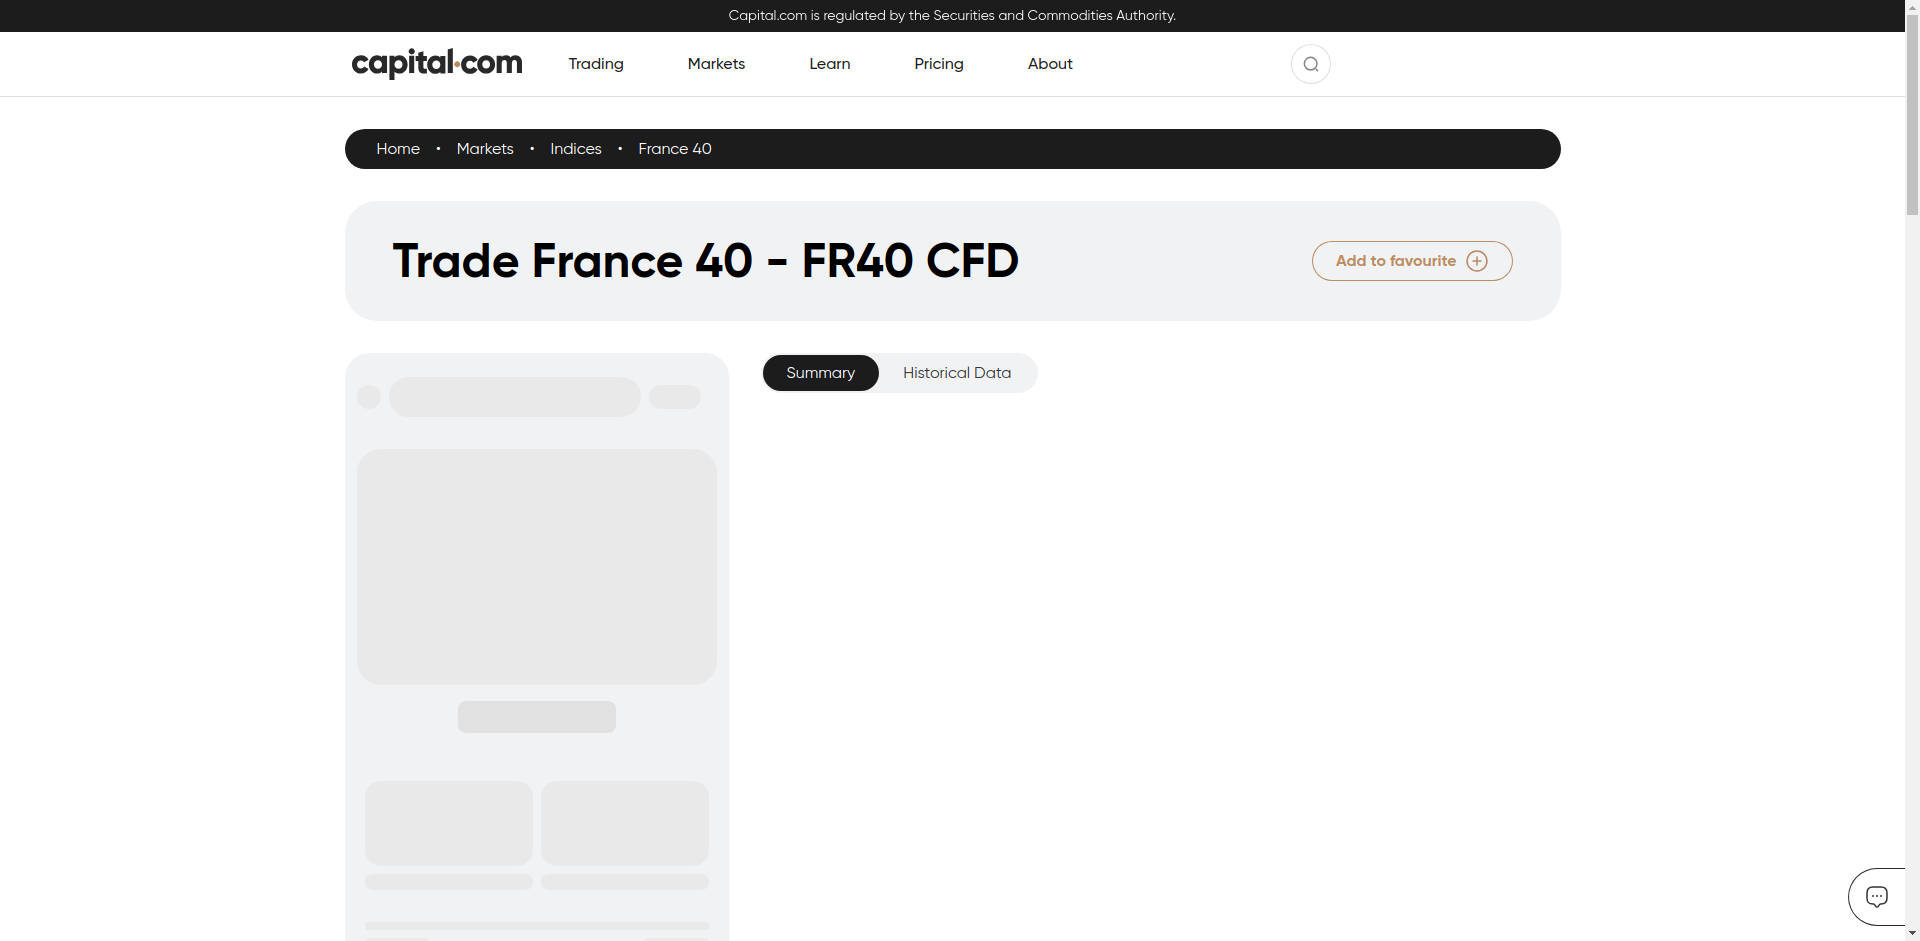 Capital.com is regulated by the Securities and Commodities Authority.
capital.com
Trading
Markets
Learn
Pricing
About
Home • Markets • Indices • France 40
Trade France 40 - FR40 CFD
Add to favourite
Summary
Historical Data